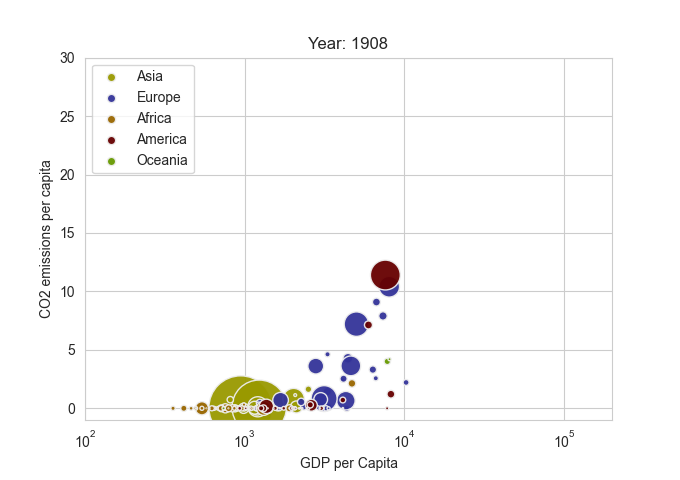 Year: 1908
30
25
20
15
10
5
0
CO2 emissions per capita
Asia
Europe
Africa
America
Oceania
10² 10³ 10⁴ 10⁵
GDP per Capita